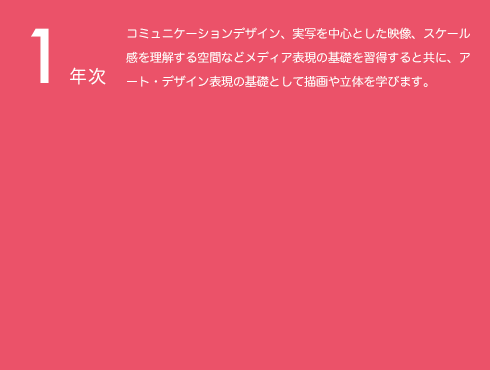 1年次
コミュニケーションデザイン、実写を中心とした映像、スケール
感を理解する空間などメディア表現の基礎を習得すると共に、ア
ート・デザイン表現の基礎として描画や立体を学びます。